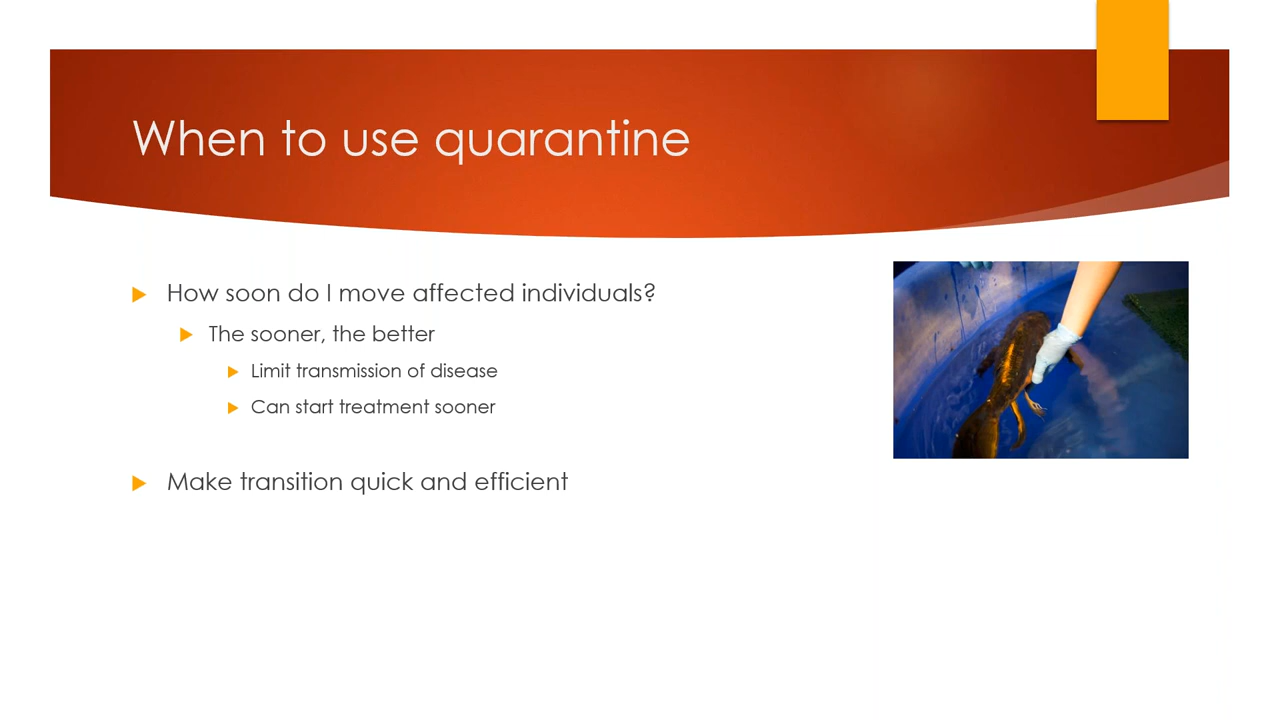 When to use quarantine
How soon do I move affected individuals?
The sooner, the better
Limit transmission of disease
Can start treatment sooner
Make transition quick and efficient